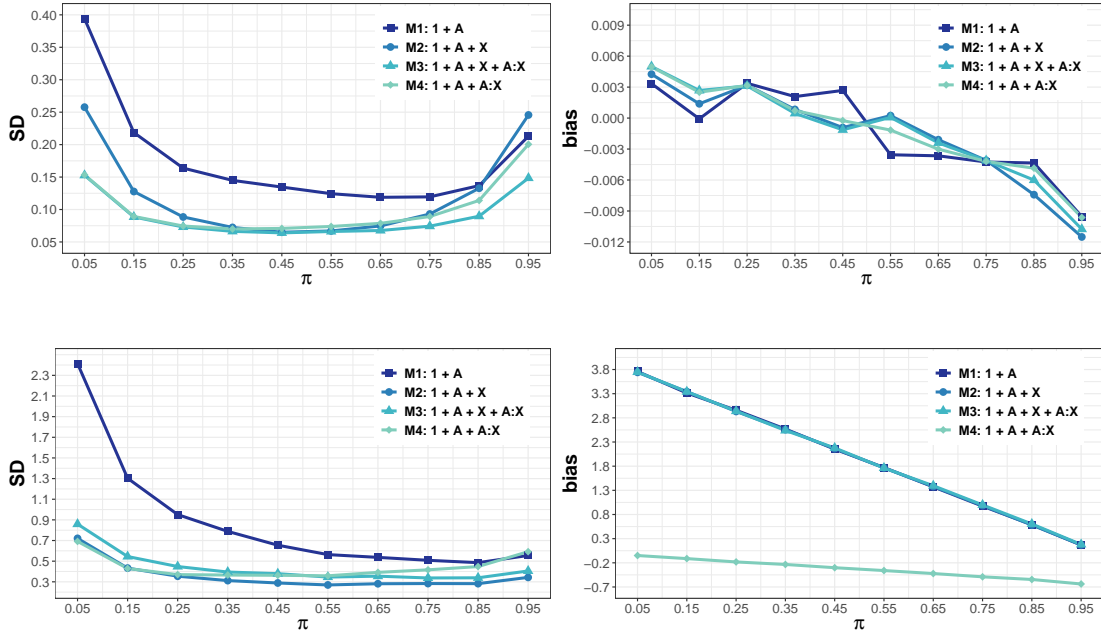 SD
0.40
0.35
0.30
0.25
0.20
0.15
0.10
0.05
0.05 0.15 0.25 0.35 0.45 0.55 0.65 0.75 0.85 0.95
π
M1: 1 + A
M2: 1 + A + X
M3: 1 + A + X + A:X
M4: 1 + A + A:X
bias
0.009
0.006
0.003
0.000
−0.003
−0.006
−0.009
−0.012
0.05 0.15 0.25 0.35 0.45 0.55 0.65 0.75 0.85 0.95
π
M1: 1 + A
M2: 1 + A + X
M3: 1 + A + X + A:X
M4: 1 + A + A:X
SD
2.3
2.1
1.9
1.7
1.5
1.3
1.1
0.9
0.7
0.5
0.3
0.05 0.15 0.25 0.35 0.45 0.55 0.65 0.75 0.85 0.95
π
M1: 1 + A
M2: 1 + A + X
M3: 1 + A + X + A:X
M4: 1 + A + A:X
bias
3.8
3.3
2.8
2.3
1.8
1.3
0.8
0.3
−0.2
−0.7
0.05 0.15 0.25 0.35 0.45 0.55 0.65 0.75 0.85 0.95
π
M1: 1 + A
M2: 1 + A + X
M3: 1 + A + X + A:X
M4: 1 + A + A:X